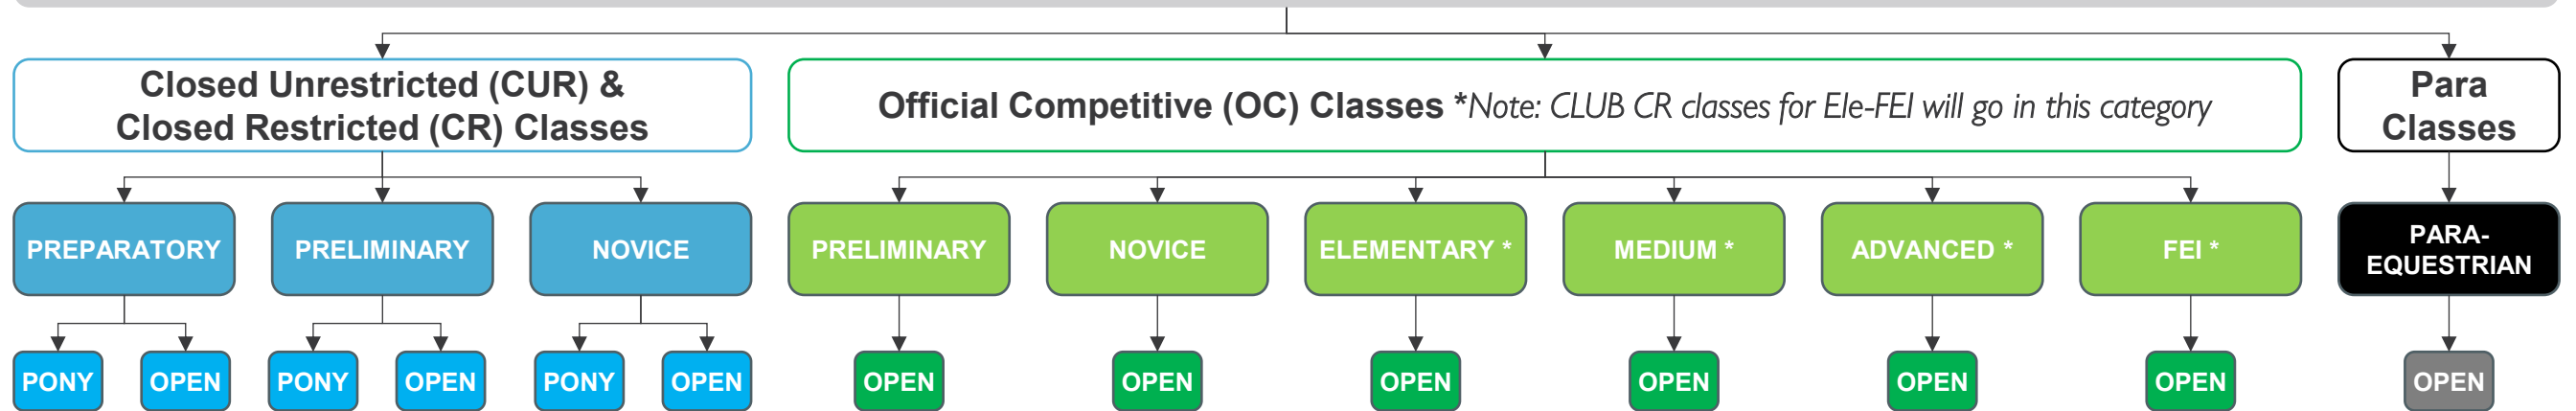 Closed Unrestricted (CUR) &
Closed Restricted (CR) Classes
Official Competitive (OC) Classes *Note: CLUB CR classes for Ele-FEI will go in this category
Para
Classes
PREPARATORY
PRELIMINARY
NOVICE
PRELIMINARY
NOVICE
ELEMENTARY *
MEDIUM *
ADVANCED *
FEI *
PARA-
EQUESTRIAN
PONY
OPEN
PONY
OPEN
PONY
OPEN
OPEN
OPEN
OPEN
OPEN
OPEN
OPEN
OPEN